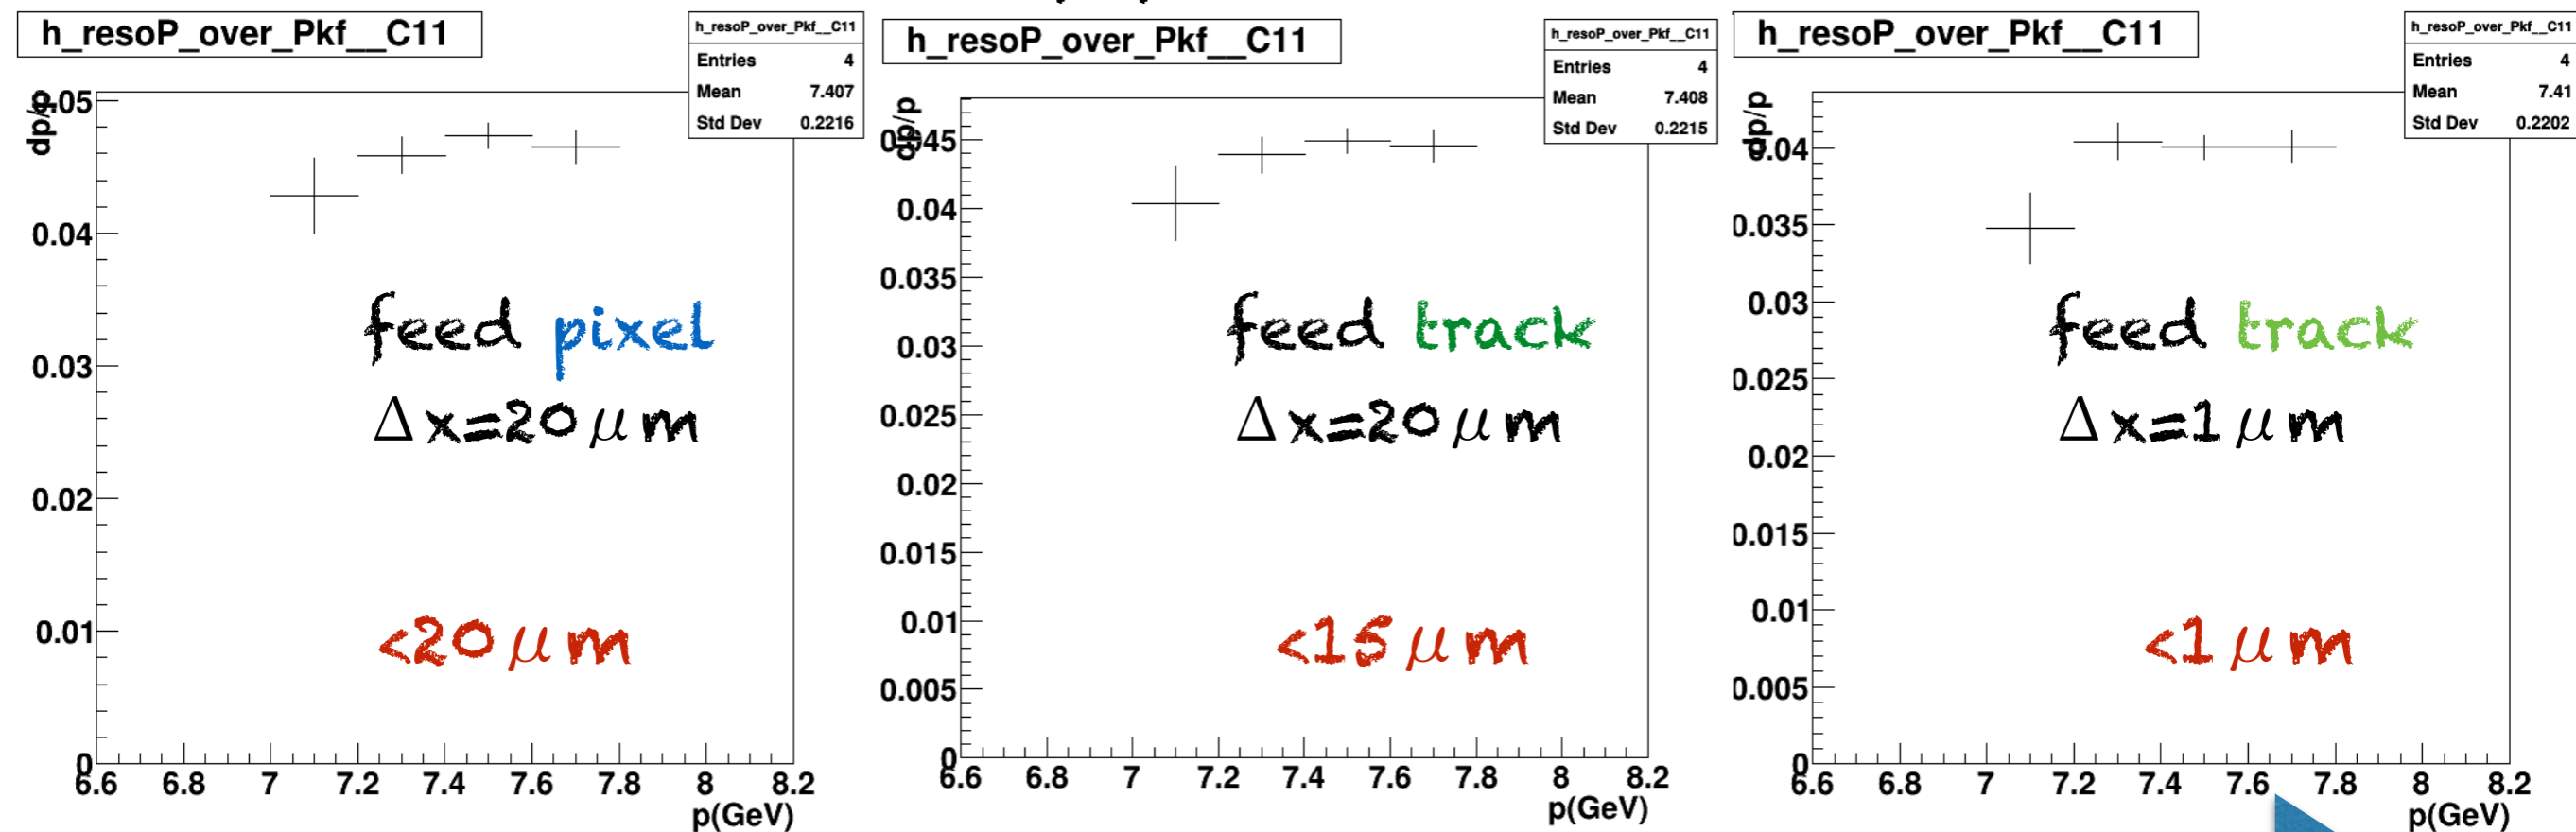 h_resoP_over_Pkf__C11
h_resoP_over_Pkf__C11
Entries 4
Mean 7.407
Std Dev 0.2216
dp/p
0.05
0.04
0.03
0.02
0.01
0
feed pixel
Δx=20μm
<20μm
6.6 6.8 7 7.2 7.4 7.6 7.8 8 8.2
p(GeV)
h_resoP_over_Pkf__C11
h_resoP_over_Pkf__C11
Entries 4
Mean 7.408
Std Dev 0.2215
dp/p
0.045
0.04
0.035
0.03
0.025
0.02
0.015
0.01
0.005
0
feed track
Δx=20μm
<15μm
6.6 6.8 7 7.2 7.4 7.6 7.8 8 8.2
p(GeV)
h_resoP_over_Pkf__C11
h_resoP_over_Pkf__C11
Entries 4
Mean 7.41
Std Dev 0.2202
dp/p
0.04
0.035
0.03
0.025
0.02
0.015
0.01
0.005
0
feed track
Δx=1μm
<1μm
6.6 6.8 7 7.2 7.4 7.6 7.8 8 8.2
p(GeV)